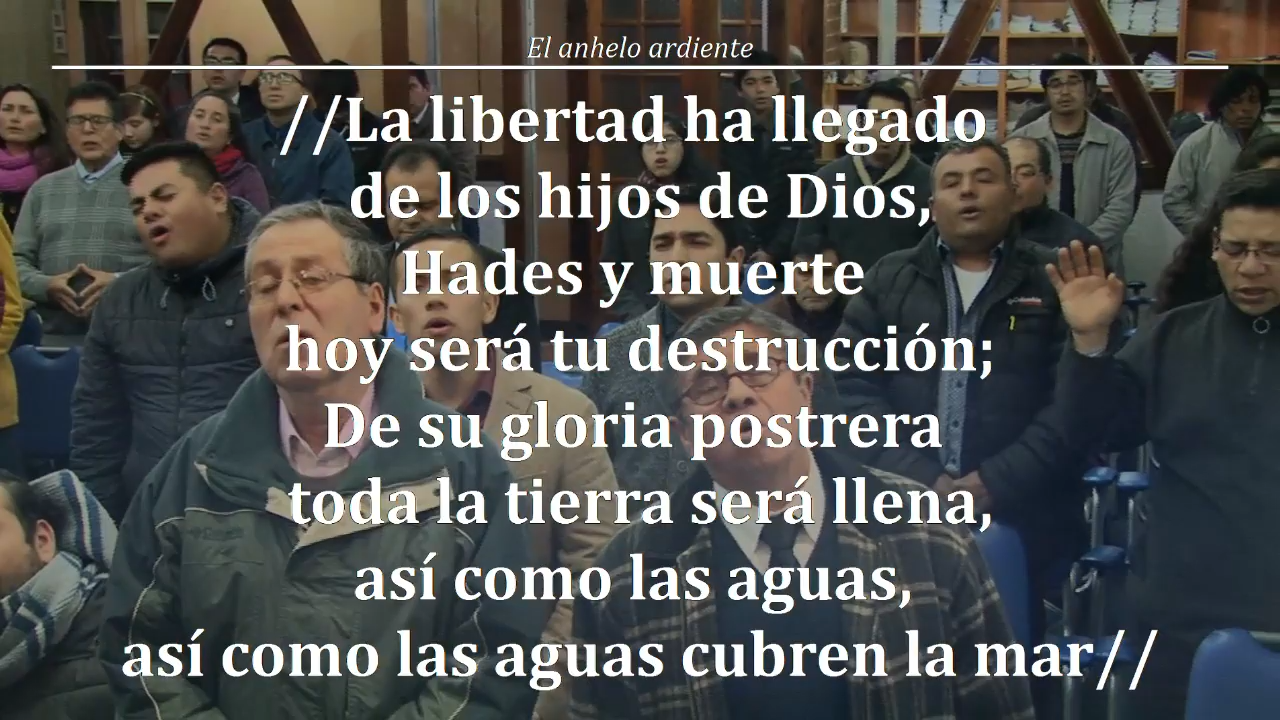 El anhelo ardiente
//La libertad ha llegado
de los hijos de Dios,
Hades y muerte
hoy será tu destrucción;
De su gloria postrera
toda la tierra será llena,
así como las aguas,
así como las aguas cubren la mar//
Columbia